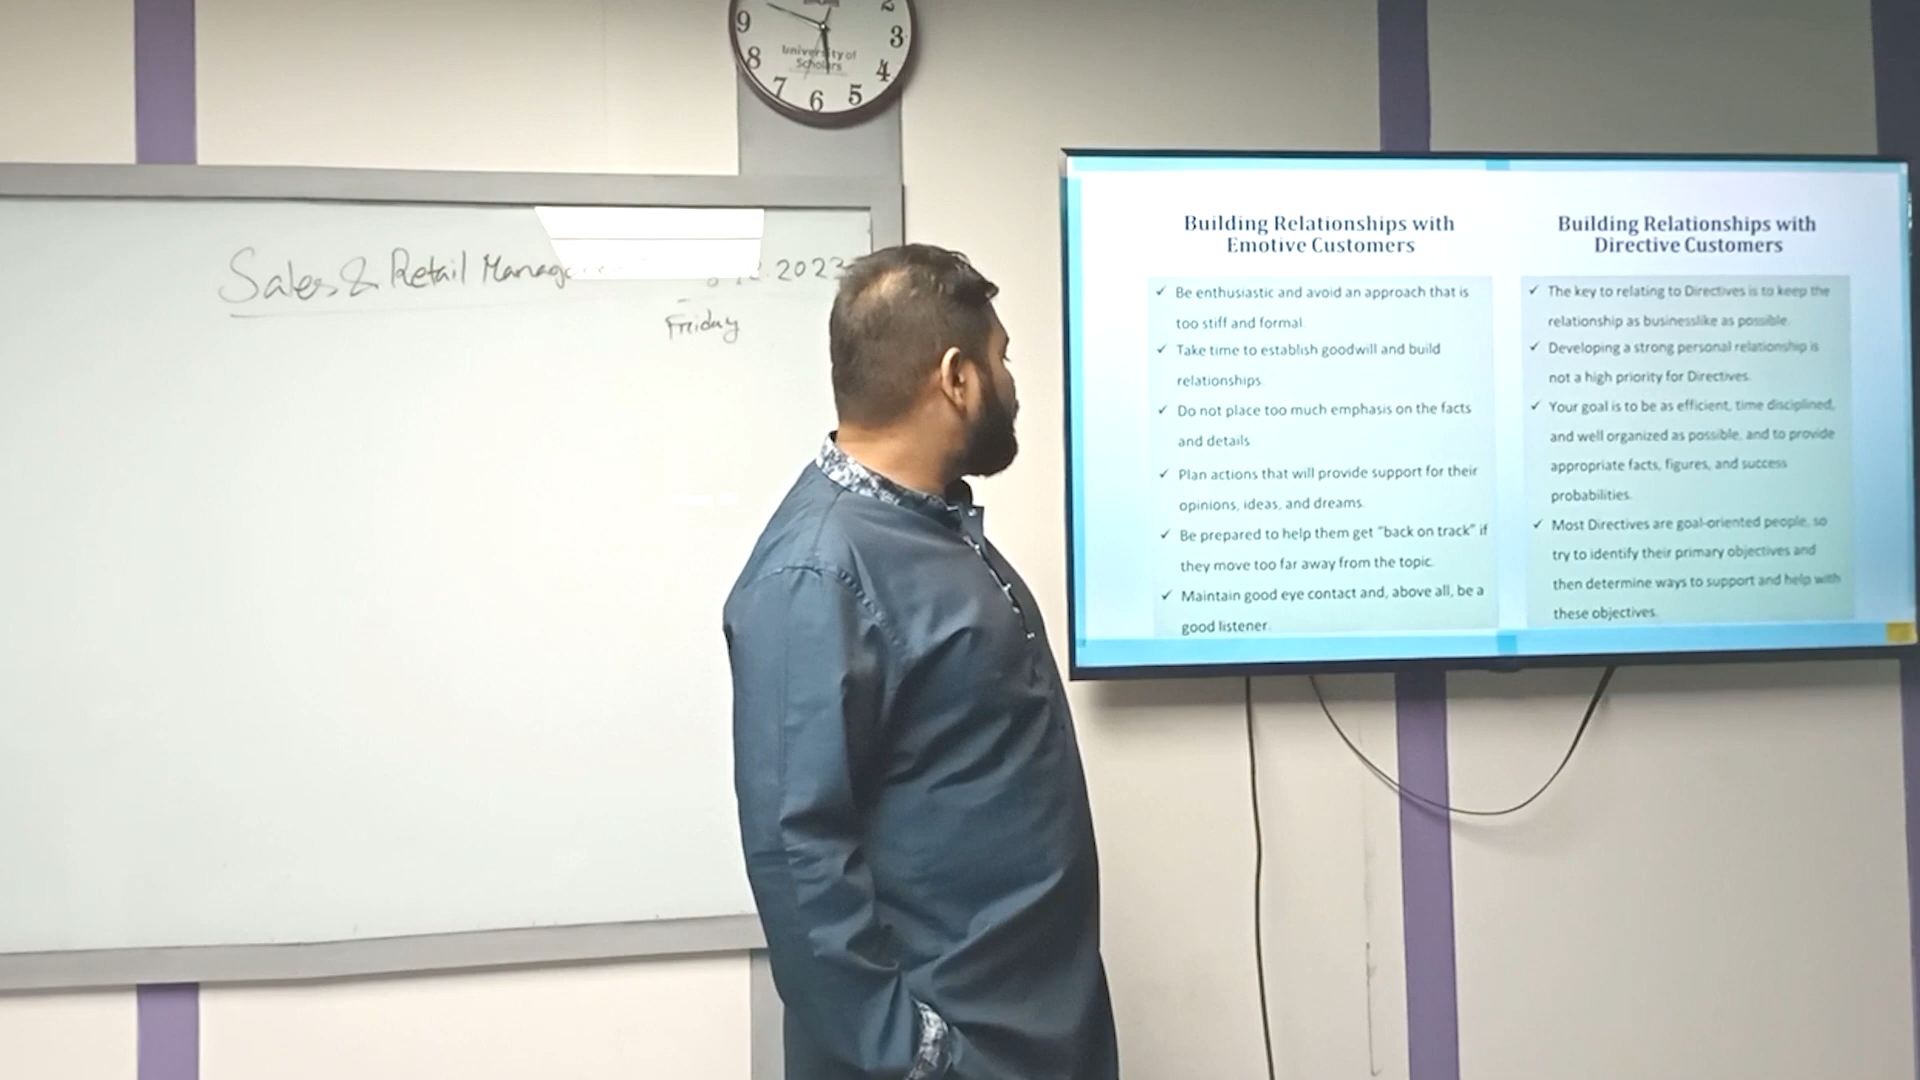 2
9
3
8
4
7
6
5
University of
Scholars
Sales & Retail
.2023
Friday
Building Relationships with
Emotive Customers
✓ Be enthusiastic and avoid an approach that is
too stiff and formal.
✓ Take time to establish goodwill and build
relationships.
✓ Do not place too much emphasis on the facts
and details.
✓ Plan actions that will provide support for their
opinions, ideas, and dreams.
✓ Be prepared to help them get "back on track" if
they move too far away from the topic.
✓ Maintain good eye contact and, above all, be a
good listener.
Building Relationships with
Directive Customers
✓ The key to relating to Directives is to keep the
relationship as businesslike as possible.
✓ Developing a strong personal relationship is
not a high priority for Directives.
✓ Your goal is to be as efficient, time disciplined,
and well organized as possible, and to provide
appropriate facts, figures, and success
probabilities.
✓ Most Directives are goal-oriented people, so
try to identify their primary objectives and
then determine ways to support and help with
these objectives.